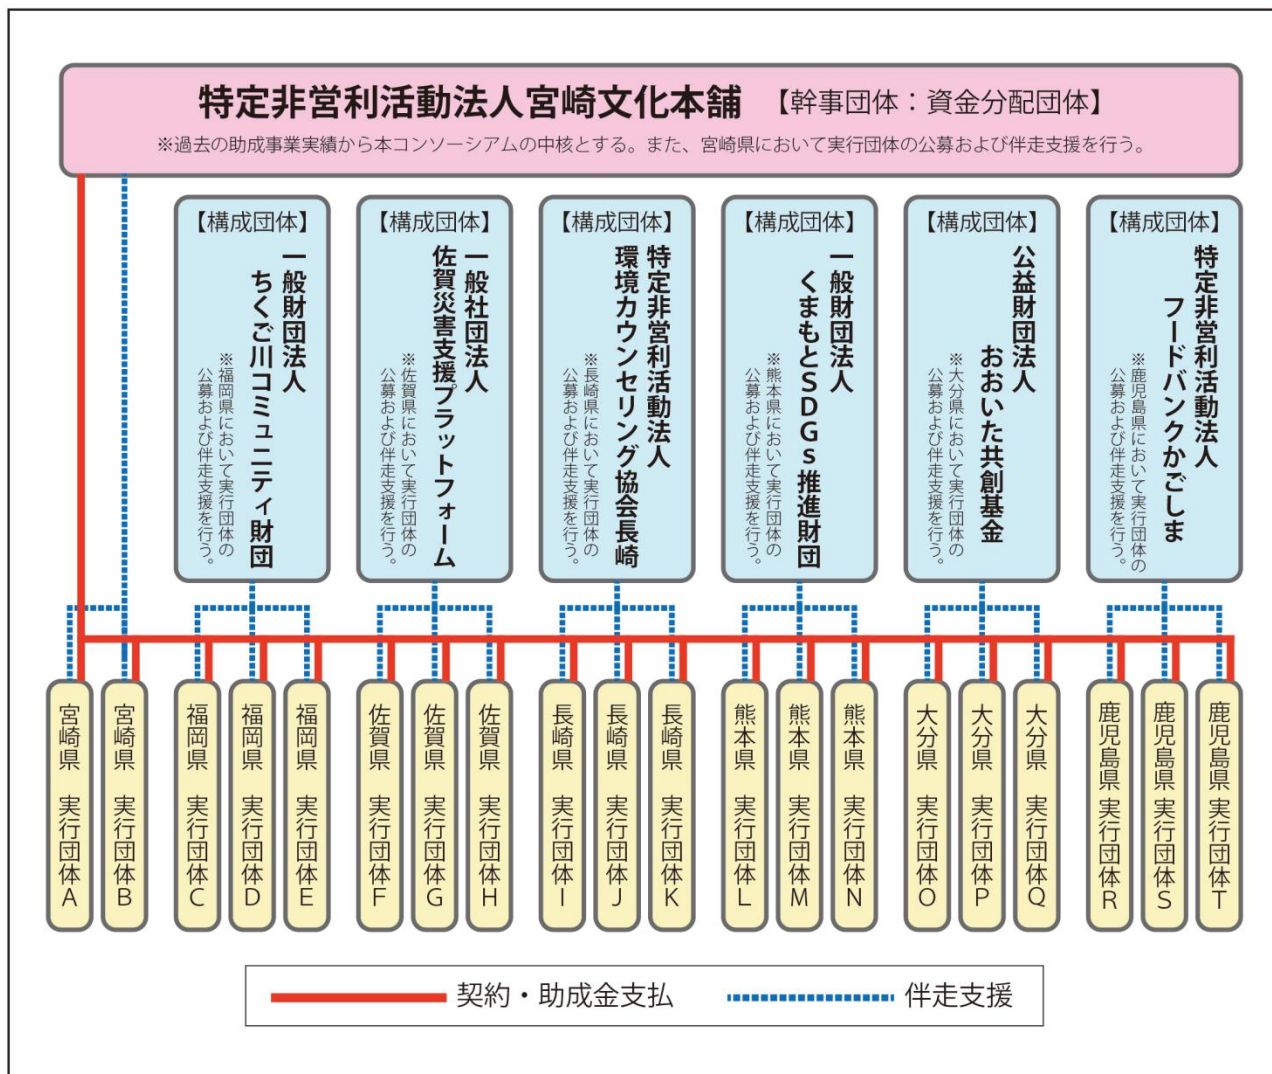 特定非営利活動法人宮崎文化本舗 【幹事団体：資金分配団体】
※過去の助成事業実績から本コンソーシアムの中核とする。また、宮崎県において実行団体の公募および伴走支援を行う。
【構成団体】
一般財団法人
ちくご川コミュニティ財団
※福岡県において実行団体の
公募および伴走支援を行う。
【構成団体】
一般社団法人
佐賀災害支援プラットフォーム
※佐賀県において実行団体の
公募および伴走支援を行う。
【構成団体】
特定非営利活動法人
環境カウンセリング協会長崎
※長崎県において実行団体の
公募および伴走支援を行う。
【構成団体】
一般財団法人
くまもとSDGs推進財団
※熊本県において実行団体の
公募および伴走支援を行う。
【構成団体】
公益財団法人
おおいた共創基金
※大分県において実行団体の
公募および伴走支援を行う。
【構成団体】
特定非営利活動法人
フードバンクかごしま
※鹿児島県において実行団体の
公募および伴走支援を行う。
宮崎県 実行団体A
宮崎県 実行団体B
福岡県 実行団体C
福岡県 実行団体D
福岡県 実行団体E
佐賀県 実行団体F
佐賀県 実行団体G
佐賀県 実行団体H
長崎県 実行団体I
長崎県 実行団体J
長崎県 実行団体K
熊本県 実行団体L
熊本県 実行団体M
熊本県 実行団体N
大分県 実行団体O
大分県 実行団体P
大分県 実行団体Q
鹿児島県 実行団体R
鹿児島県 実行団体S
鹿児島県 実行団体T
契約・助成金支払
伴走支援